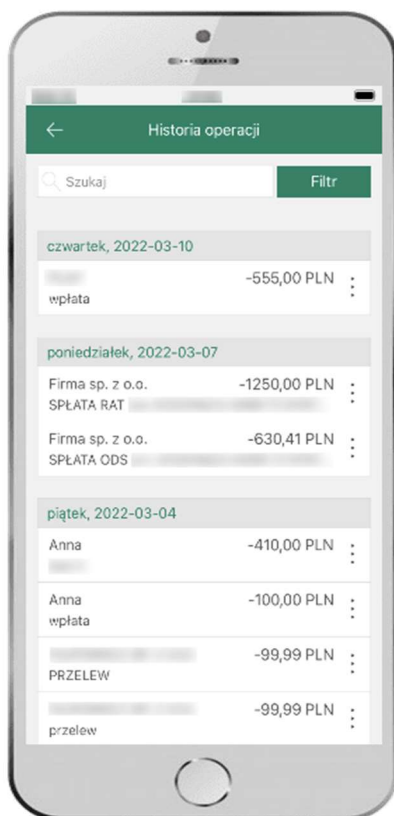 Historia operacji
Szukaj
Filtr
czwartek, 2022-03-10
-555,00 PLN
wpłata
poniedziałek, 2022-03-07
Firma sp. z o.o. -1250,00 PLN
SPŁATA RAT
Firma sp. z o.o. -630,41 PLN
SPŁATA ODS
piątek, 2022-03-04
Anna -410,00 PLN
Anna -100,00 PLN
wpłata
-99,99 PLN
PRZELEW
-99,99 PLN
przelew